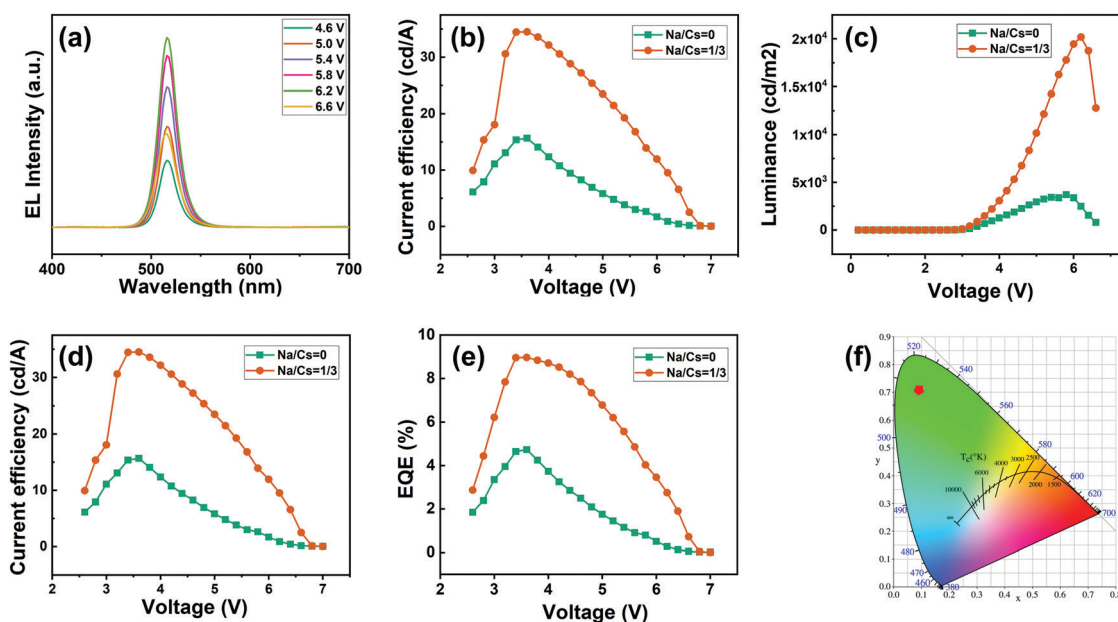 (a)
4.6 V
5.0 V
5.4 V
5.8 V
6.2 V
6.6 V
EL Intensity (a.u.)
400 500 600 700
Wavelength (nm)
(b)
Na/Cs=0
Na/Cs=1/3
Current efficiency (cd/A)
30
20
10
0
2 3 4 5 6 7
Voltage (V)
(c)
Na/Cs=0
Na/Cs=1/3
Luminance (cd/m2)
2x10⁴
2x10⁴
1x10⁴
5x10³
0
0 2 4 6
Voltage (V)
(d)
Na/Cs=0
Na/Cs=1/3
Current efficiency (cd/A)
30
20
10
0
2 3 4 5 6 7
Voltage (V)
(e)
Na/Cs=0
Na/Cs=1/3
EQE (%)
10
8
6
4
2
0
2 3 4 5 6 7
Voltage (V)
(f)
0.9
0.8
0.7
0.6
0.5
y
0.4
0.3
0.2
0.1
0.0
520
540
560
500
580
Tc(°K)
3000 2500
4000
600
6000
2000 1500
620
10000
490
700
∞
480
470
460
380
0.0 0.1 0.2 0.3 0.4 0.5 0.6 0.7 0.8
x